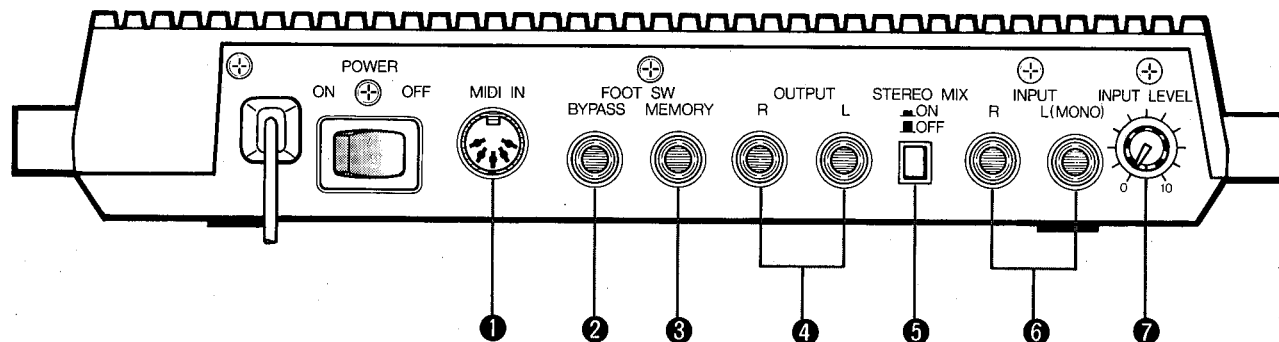 POWER
ON OFF
MIDI IN
FOOT SW
BYPASS MEMORY
OUTPUT
R L
STEREO MIX
ON
OFF
INPUT
R L(MONO)
INPUT LEVEL
0 10
1 2 3 4 5 6 7